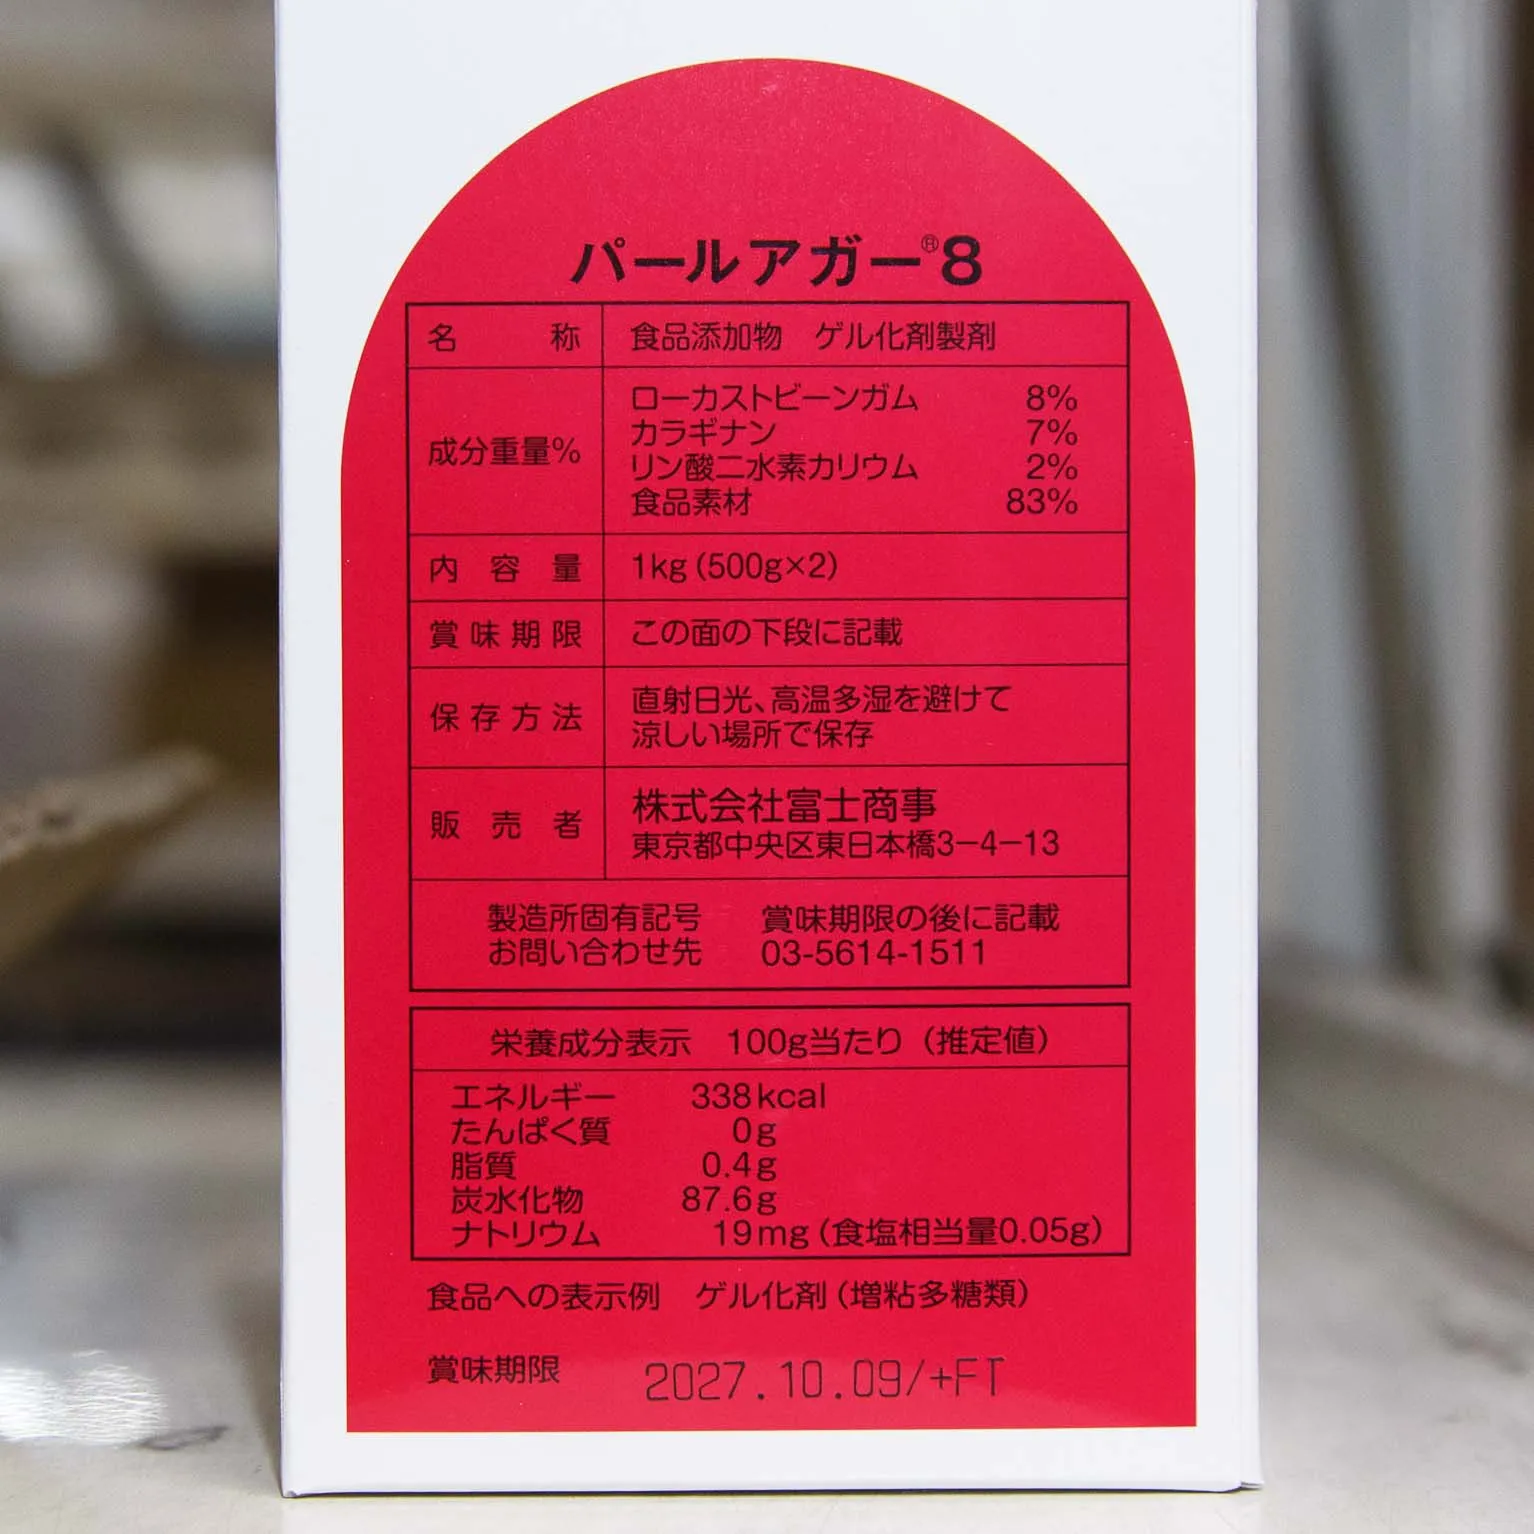 パールアガー®8
名称 食品添加物 ゲル化剤製剤
成分重量%
ローカストビーンガム 8%
カラギナン 7%
リン酸二水素カリウム 2%
食品素材 83%
内容量 1kg(500g×2)
賞味期限 この面の下段に記載
保存方法 直射日光、高温多湿を避けて
涼しい場所で保存
販売者 株式会社富士商事
東京都中央区東日本橋3-4-13
製造所固有記号 賞味期限の後に記載
お問い合わせ先 03-5614-1511
栄養成分表示 100g当たり(推定値)
エネルギー 338kcal
たんぱく質 0g
脂質 0.4g
炭水化物 87.6g
ナトリウム 19mg(食塩相当量0.05g)
食品への表示例 ゲル化剤(増粘多糖類)
賞味期限 2027.10.09/+FT